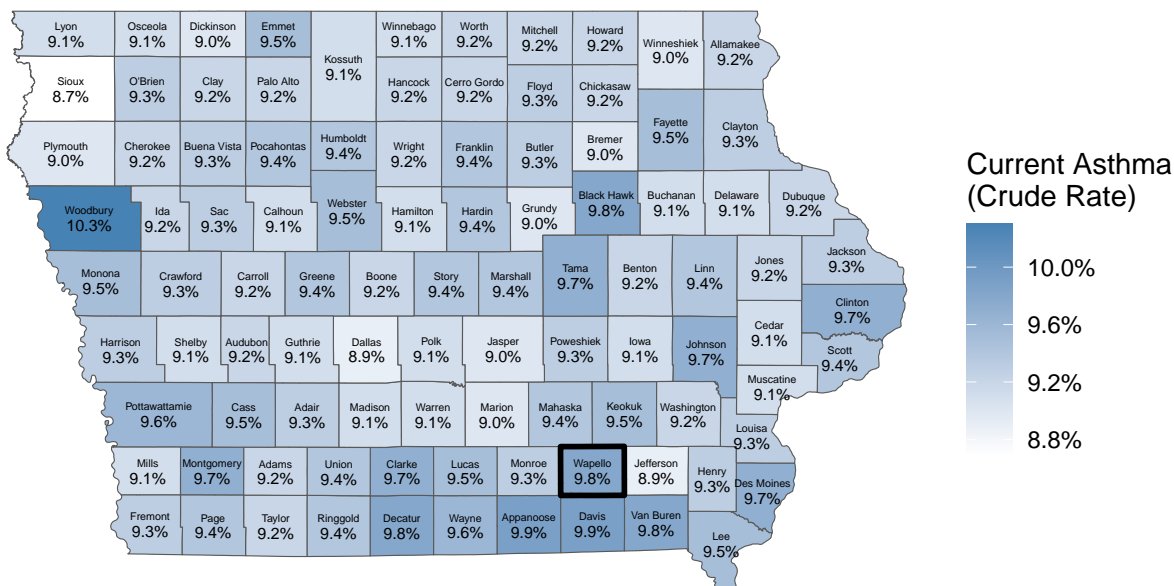 Lyon
9.1%
Osceola
9.1%
Dickinson
9.0%
Emmet
9.5%
Kossuth
9.1%
Winnebago
9.1%
Worth
9.2%
Mitchell
9.2%
Howard
9.2%
Winneshiek
9.0%
Allamakee
9.2%
Sioux
8.7%
O'Brien
9.3%
Clay
9.2%
Palo Alto
9.2%
Hancock
9.2%
Cerro Gordo
9.2%
Floyd
9.3%
Chickasaw
9.2%
Fayette
9.5%
Clayton
9.3%
Plymouth
9.0%
Cherokee
9.2%
Buena Vista
9.3%
Pocahontas
9.4%
Humboldt
9.4%
Wright
9.2%
Franklin
9.4%
Butler
9.3%
Bremer
9.0%
Woodbury
10.3%
Ida
9.2%
Sac
9.3%
Calhoun
9.1%
Webster
9.5%
Hamilton
9.1%
Hardin
9.4%
Grundy
9.0%
Black Hawk
9.8%
Buchanan
9.1%
Delaware
9.1%
Dubuque
9.2%
Monona
9.5%
Crawford
9.3%
Carroll
9.2%
Greene
9.4%
Boone
9.2%
Story
9.4%
Marshall
9.4%
Tama
9.7%
Benton
9.2%
Linn
9.4%
Jones
9.2%
Jackson
9.3%
Clinton
9.7%
Harrison
9.3%
Shelby
9.1%
Audubon
9.2%
Guthrie
9.1%
Dallas
8.9%
Polk
9.1%
Jasper
9.0%
Poweshiek
9.3%
Iowa
9.1%
Johnson
9.7%
Cedar
9.1%
Scott
9.4%
Muscatine
9.1%
Pottawattamie
9.6%
Cass
9.5%
Adair
9.3%
Madison
9.1%
Warren
9.1%
Marion
9.0%
Mahaska
9.4%
Keokuk
9.5%
Washington
9.2%
Louisa
9.3%
Mills
9.1%
Montgomery
9.7%
Adams
9.2%
Union
9.4%
Clarke
9.7%
Lucas
9.5%
Monroe
9.3%
Wapello
9.8%
Jefferson
8.9%
Henry
9.3%
Des Moines
9.7%
Fremont
9.3%
Page
9.4%
Taylor
9.2%
Ringgold
9.4%
Decatur
9.8%
Wayne
9.6%
Appanoose
9.9%
Davis
9.9%
Van Buren
9.8%
Lee
9.5%
Current Asthma
(Crude Rate)
10.0%
9.6%
9.2%
8.8%